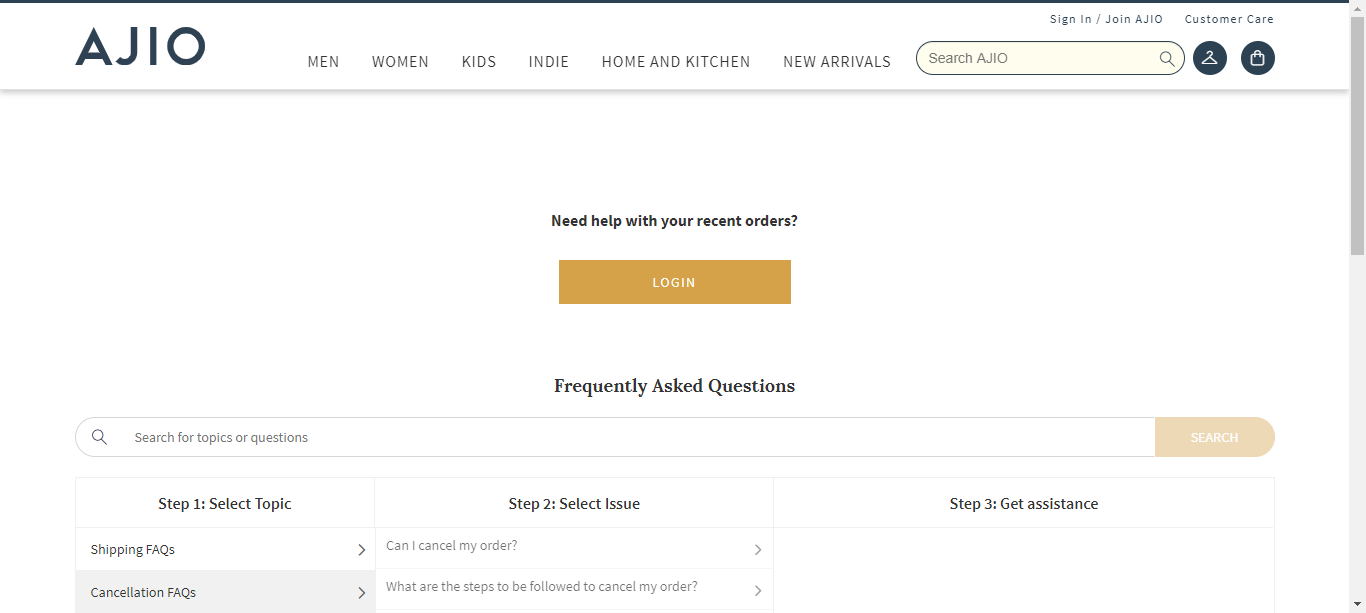 Sign In / Join AJIO Customer Care
AJIO
MEN WOMEN KIDS INDIE HOME AND KITCHEN NEW ARRIVALS Search AJIO
Need help with your recent orders?
LOGIN
Frequently Asked Questions
Search for topics or questions SEARCH
Step 1: Select Topic Step 2: Select Issue Step 3: Get assistance
Shipping FAQs Can I cancel my order?
Cancellation FAQs What are the steps to be followed to cancel my order?